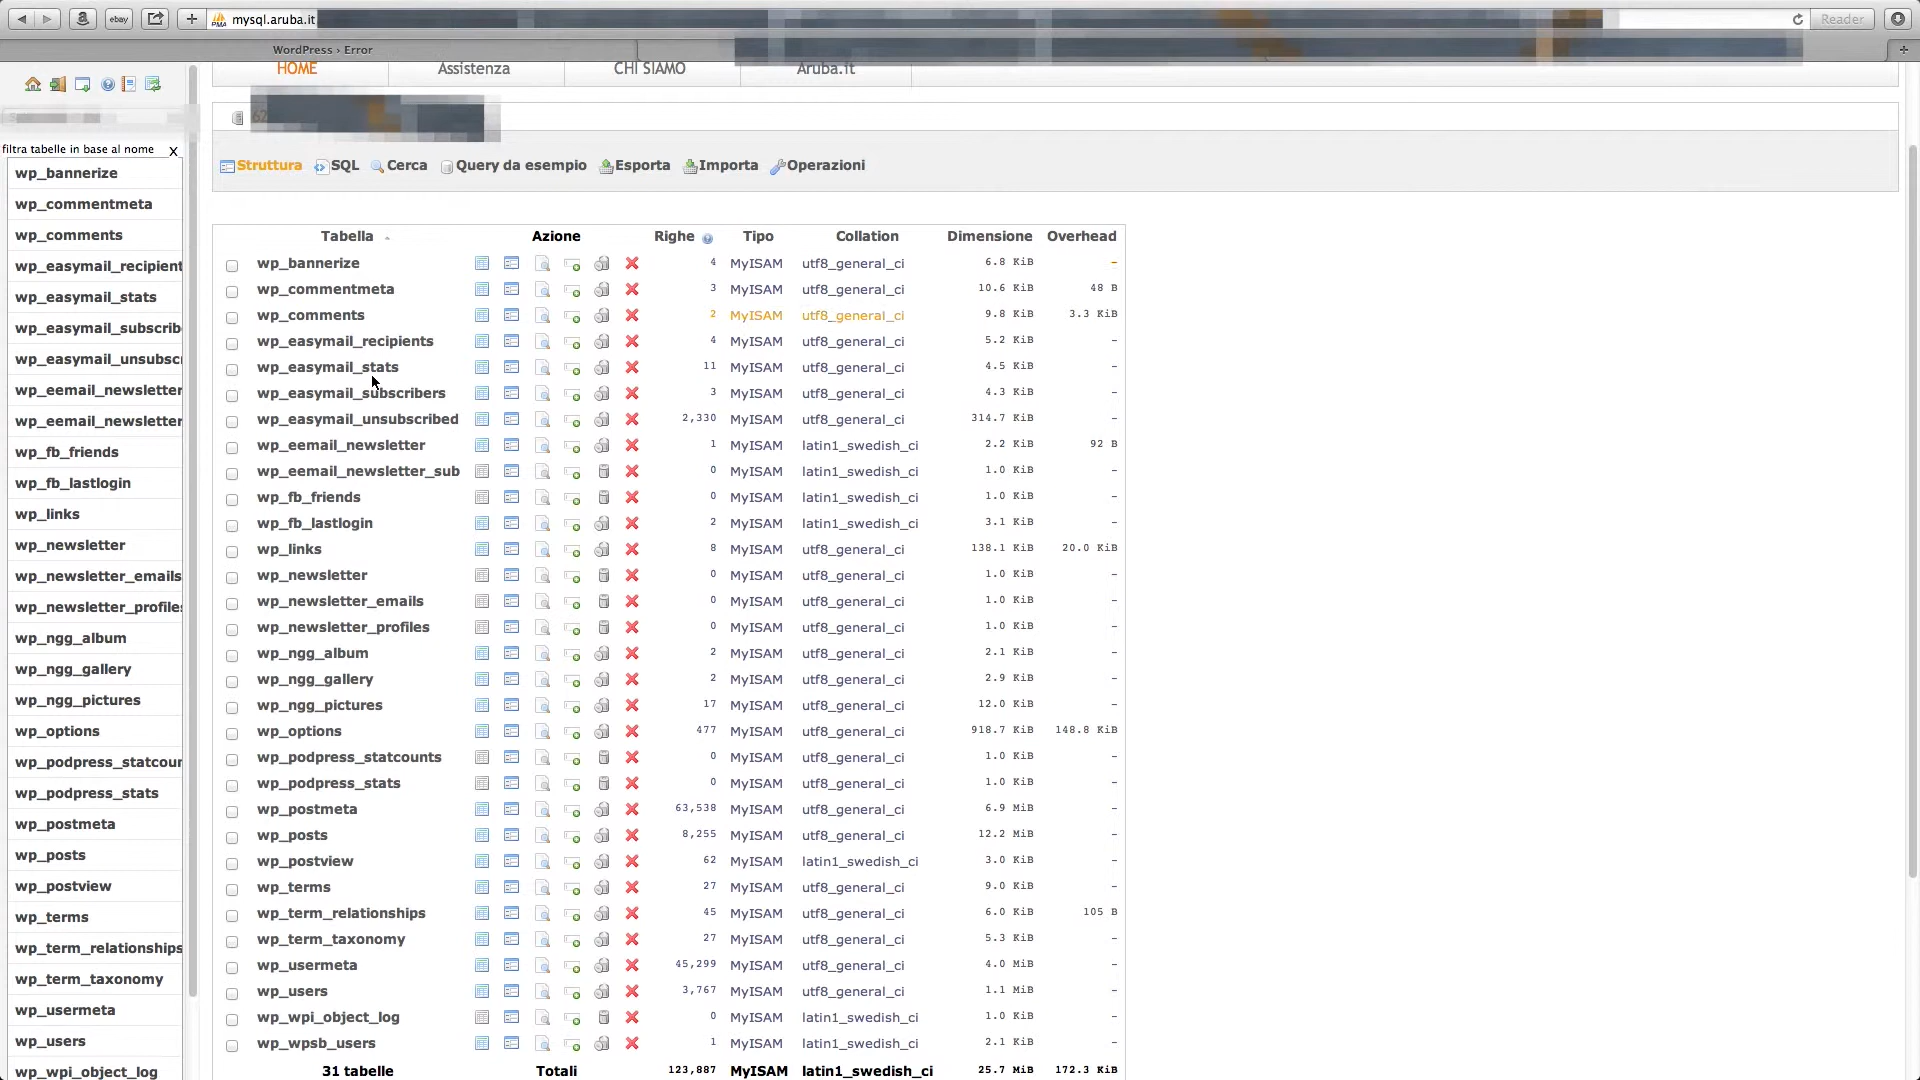 ebay
mysql.aruba.it
Reader
WordPress › Error
HOME Assistenza CHI SIAMO Aruba.it
filtra tabelle in base al nome X
Struttura SQL Cerca Query da esempio Esporta Importa Operazioni
wp_bannerize
wp_commentmeta
wp_comments
wp_easymail_recipient
wp_easymail_stats
wp_easymail_subscrib
wp_easymail_unsubsc
wp_eemail_newsletter
wp_eemail_newsletter
wp_fb_friends
wp_fb_lastlogin
wp_links
wp_newsletter
wp_newsletter_emails
wp_newsletter_profiles
wp_ngg_album
wp_ngg_gallery
wp_ngg_pictures
wp_options
wp_podpress_statcoun
wp_podpress_stats
wp_postmeta
wp_posts
wp_postview
wp_terms
wp_term_relationships
wp_term_taxonomy
wp_usermeta
wp_users
wp_wpi_object_log
Tabella Azione Righe Tipo Collation Dimensione Overhead
wp_bannerize 4 MyISAM utf8_general_ci 6.8 KiB -
wp_commentmeta 3 MyISAM utf8_general_ci 10.6 KiB 48 B
wp_comments 2 MyISAM utf8_general_ci 9.8 KiB 3.3 KiB
wp_easymail_recipients 4 MyISAM utf8_general_ci 5.2 KiB -
wp_easymail_stats 11 MyISAM utf8_general_ci 4.5 KiB -
wp_easymail_subscribers 3 MyISAM utf8_general_ci 4.3 KiB -
wp_easymail_unsubscribed 2,330 MyISAM utf8_general_ci 314.7 KiB -
wp_eemail_newsletter 1 MyISAM latin1_swedish_ci 2.2 KiB 92 B
wp_eemail_newsletter_sub 0 MyISAM latin1_swedish_ci 1.0 KiB -
wp_fb_friends 0 MyISAM latin1_swedish_ci 1.0 KiB -
wp_fb_lastlogin 2 MyISAM latin1_swedish_ci 3.1 KiB -
wp_links 8 MyISAM utf8_general_ci 138.1 KiB 20.0 KiB
wp_newsletter 0 MyISAM utf8_general_ci 1.0 KiB -
wp_newsletter_emails 0 MyISAM utf8_general_ci 1.0 KiB -
wp_newsletter_profiles 0 MyISAM utf8_general_ci 1.0 KiB -
wp_ngg_album 2 MyISAM utf8_general_ci 2.1 KiB -
wp_ngg_gallery 2 MyISAM utf8_general_ci 2.9 KiB -
wp_ngg_pictures 17 MyISAM utf8_general_ci 12.0 KiB -
wp_options 477 MyISAM utf8_general_ci 918.7 KiB 148.8 KiB
wp_podpress_statcounts 0 MyISAM utf8_general_ci 1.0 KiB -
wp_podpress_stats 0 MyISAM utf8_general_ci 1.0 KiB -
wp_postmeta 63,538 MyISAM utf8_general_ci 6.9 MiB -
wp_posts 8,255 MyISAM utf8_general_ci 12.2 MiB -
wp_postview 62 MyISAM latin1_swedish_ci 3.0 KiB -
wp_terms 27 MyISAM utf8_general_ci 9.0 KiB -
wp_term_relationships 45 MyISAM utf8_general_ci 6.0 KiB 105 B
wp_term_taxonomy 27 MyISAM utf8_general_ci 5.3 KiB -
wp_usermeta 45,299 MyISAM utf8_general_ci 4.0 MiB -
wp_users 3,767 MyISAM utf8_general_ci 1.1 MiB -
wp_wpi_object_log 0 MyISAM latin1_swedish_ci 1.0 KiB -
wp_wpsb_users 1 MyISAM latin1_swedish_ci 2.1 KiB -
31 tabelle Totali 123,887 MyISAM latin1_swedish_ci 25.7 MiB 172.3 KiB